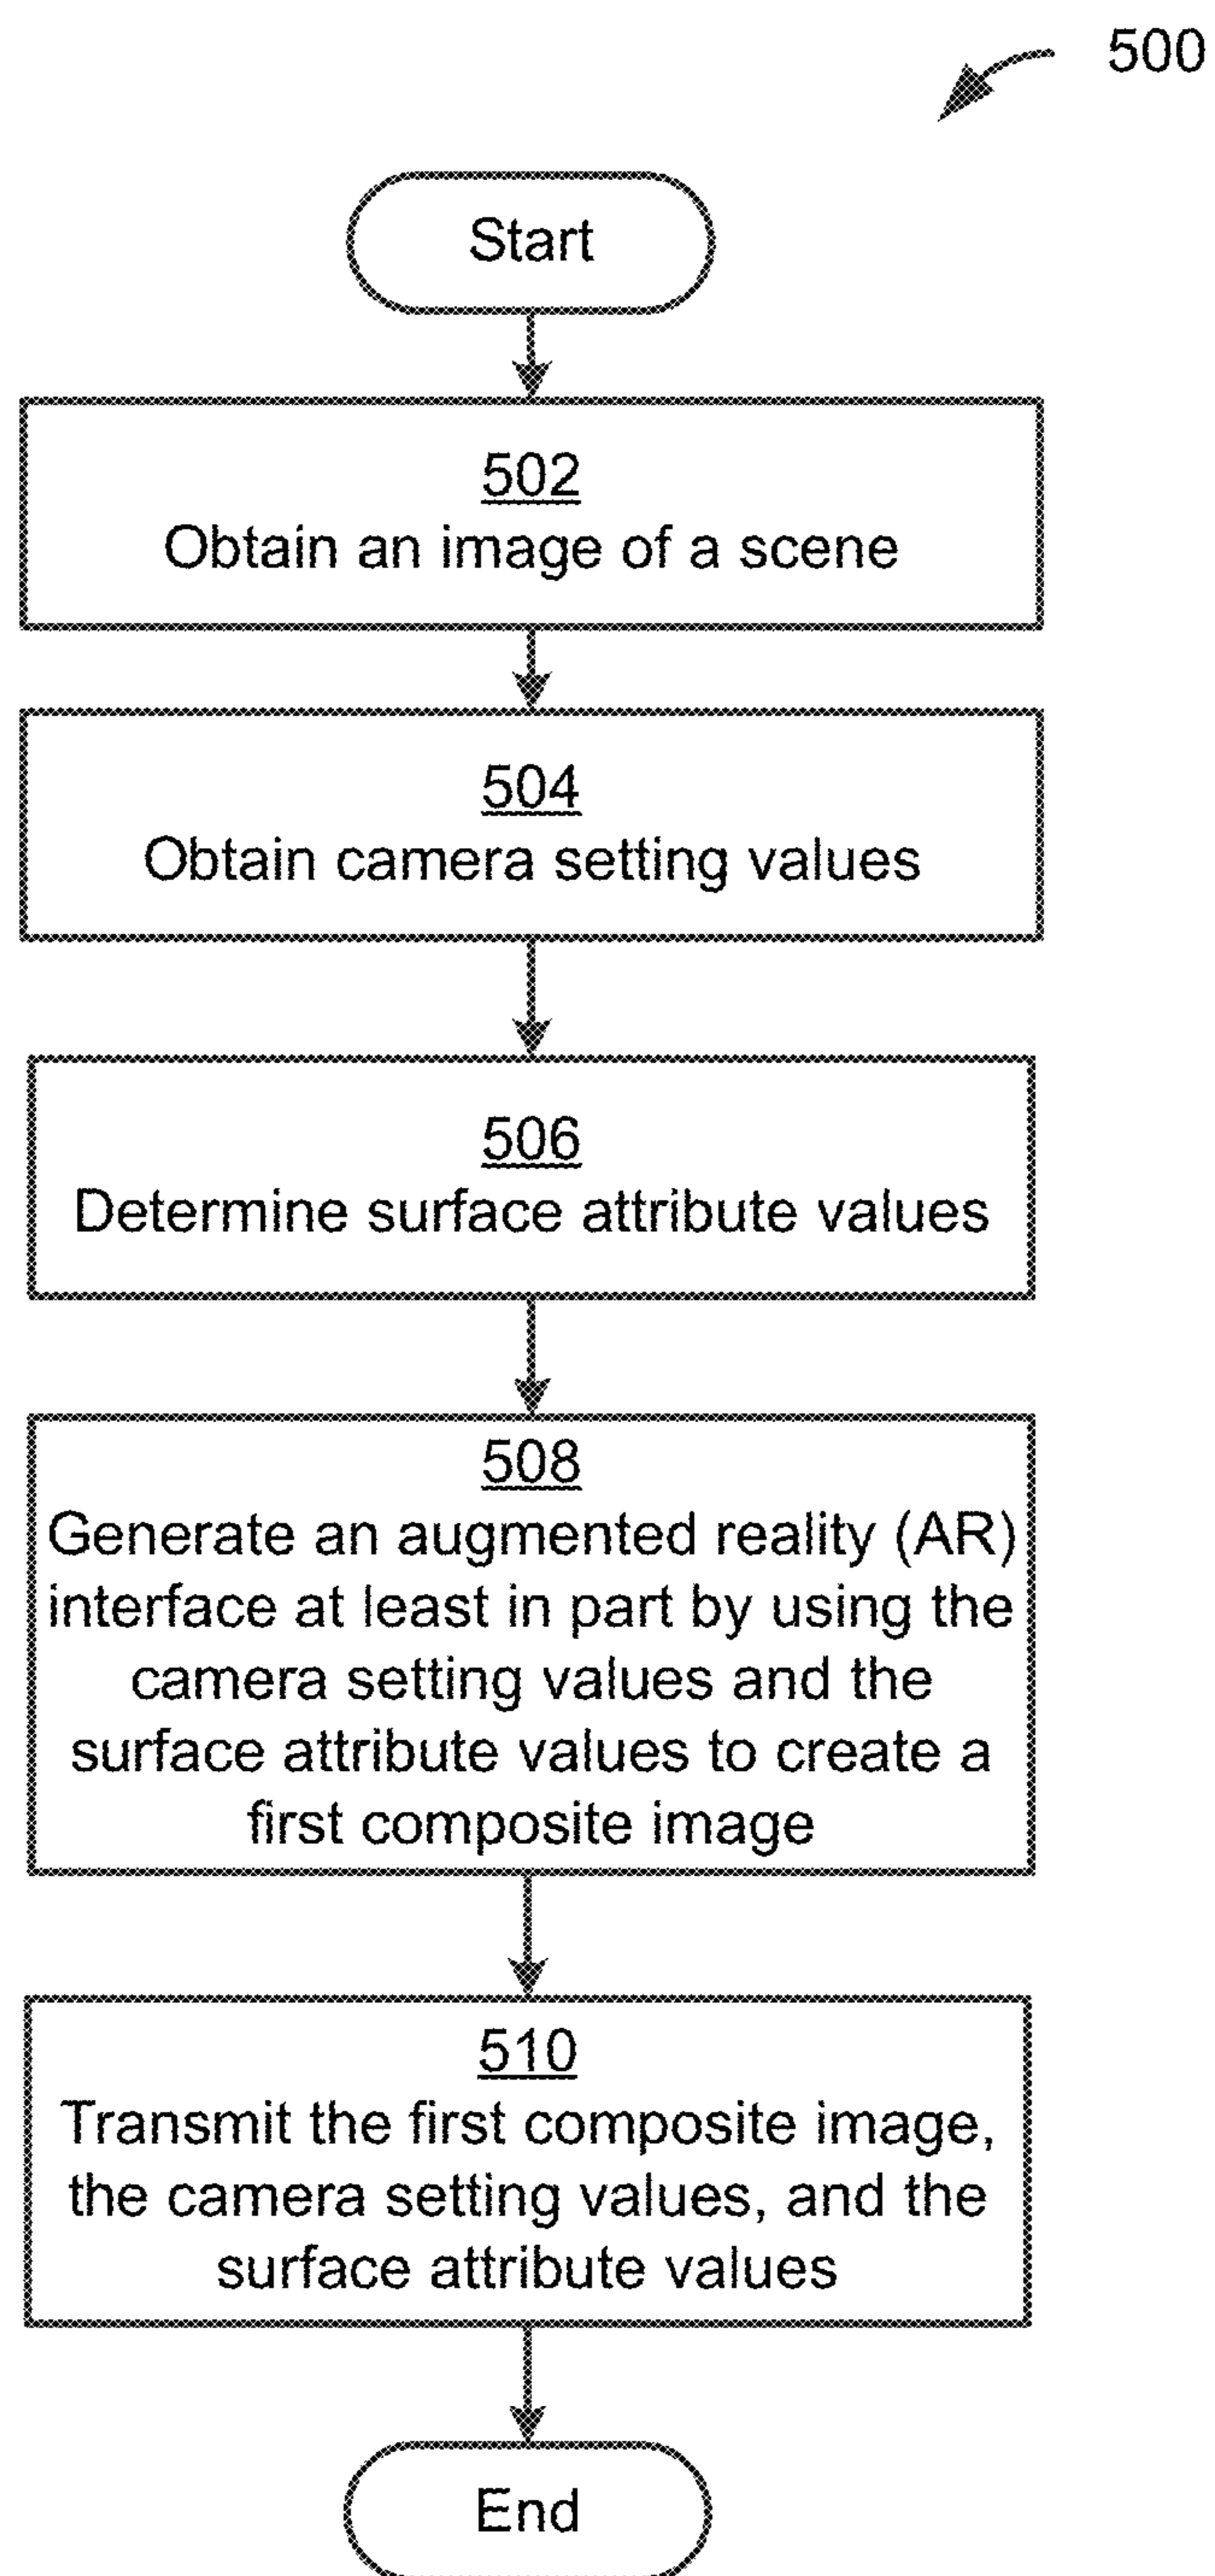 500
Start
502
Obtain an image of a scene
504
Obtain camera setting values
506
Determine surface attribute values
508
Generate an augmented reality (AR)
interface at least in part by using the
camera setting values and the
surface attribute values to create a
first composite image
510
Transmit the first composite image,
the camera setting values, and the
surface attribute values
End